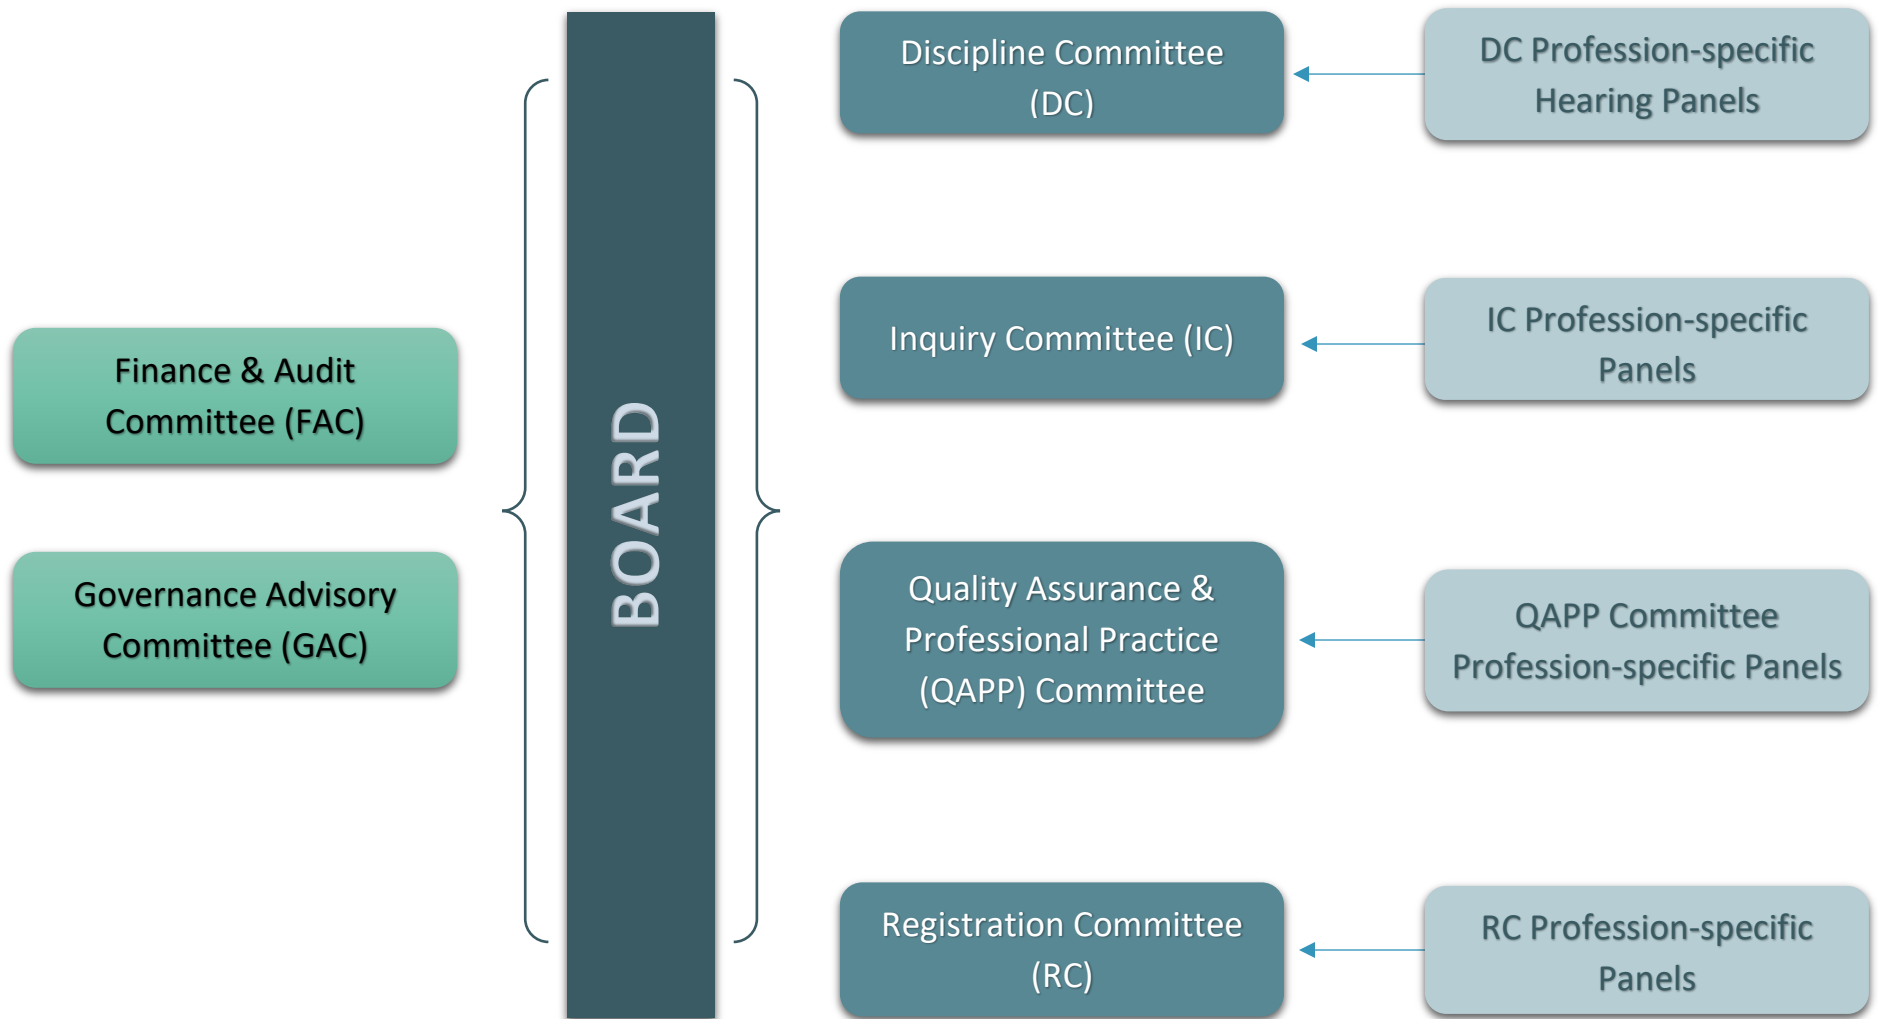 Finance & Audit
Committee (FAC)
Governance Advisory
Committee (GAC)
BOARD
Discipline Committee
(DC)
DC Profession-specific
Hearing Panels
Inquiry Committee (IC)
IC Profession-specific
Panels
Quality Assurance &
Professional Practice
(QAPP) Committee
QAPP Committee
Profession-specific Panels
Registration Committee
(RC)
RC Profession-specific
Panels